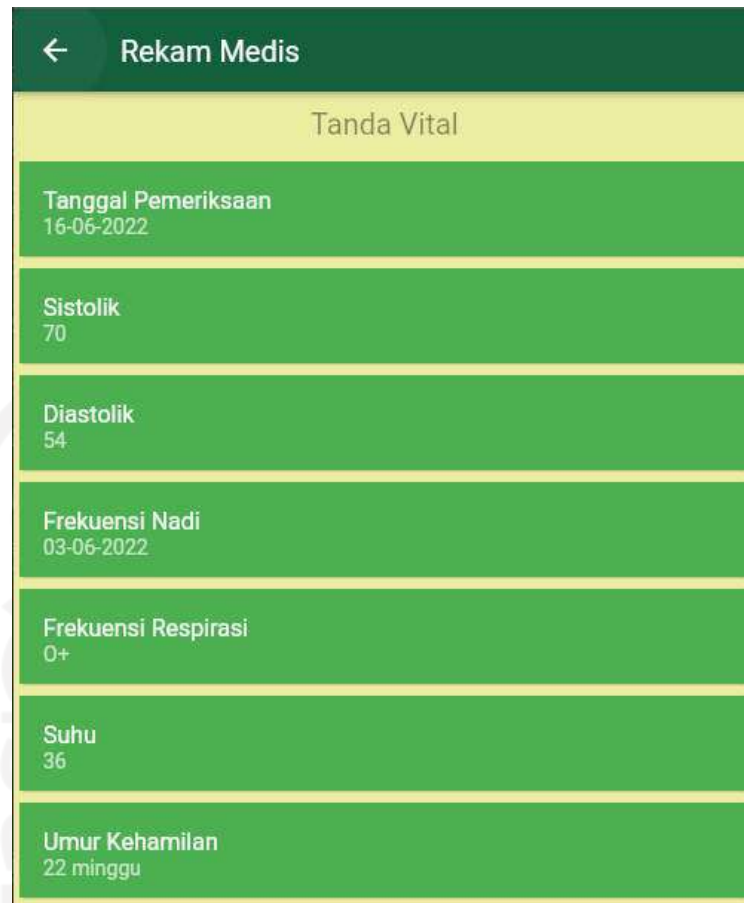 Rekam Medis
Tanda Vital
Tanggal Pemeriksaan
16-06-2022
Sistolik
70
Diastolik
54
Frekuensi Nadi
03-06-2022
Frekuensi Respirasi
O+
Suhu
36
Umur Kehamilan
22 minggu